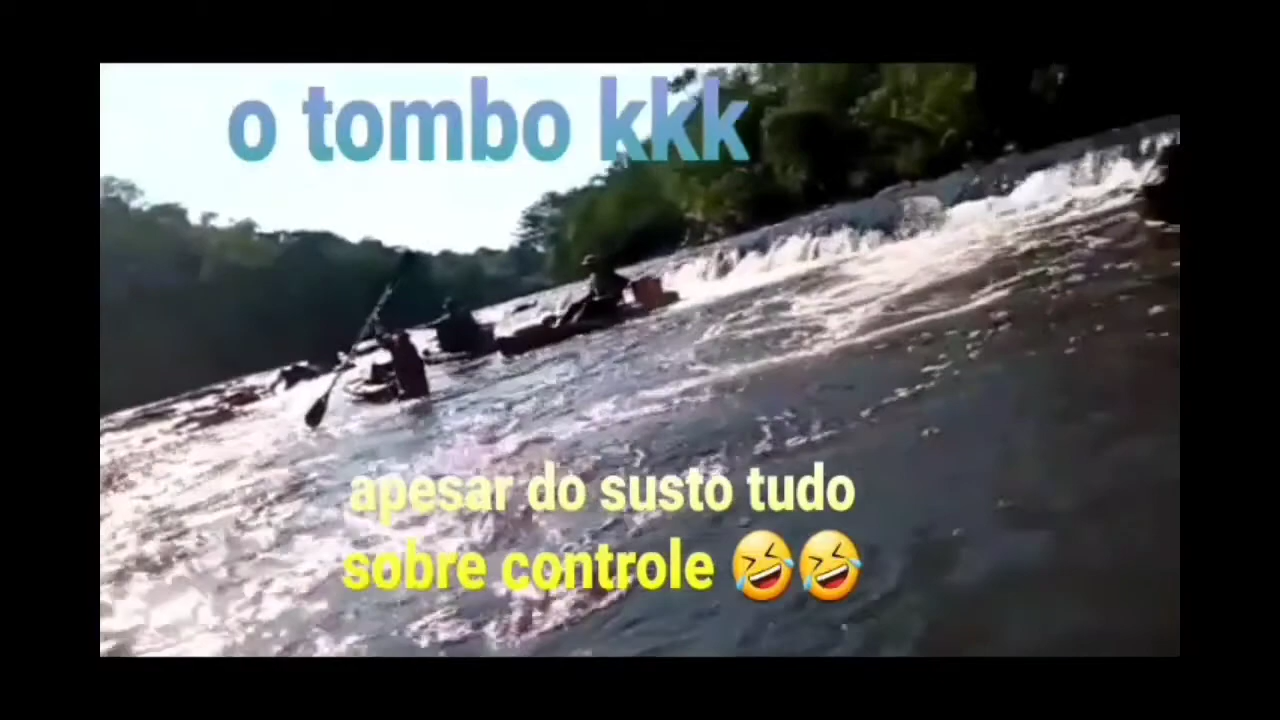 o tombo kkk
apesar do susto tudo
sobre controle 🤣🤣